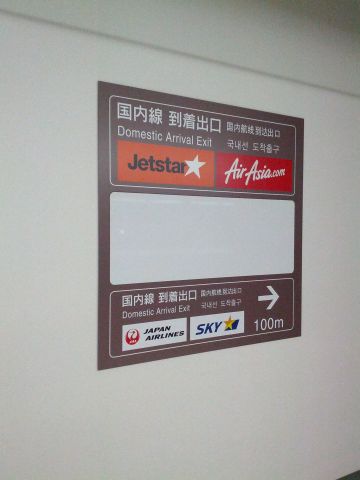 国内線 到着出口 国内航线到达出口
Domestic Arrival Exit 국내선 도착출구
Jetstar AirAsia.com
国内線 到着出口 国内航线到达出口
Domestic Arrival Exit 국내선 도착출구
JAL JAPAN AIRLINES SKY 100m